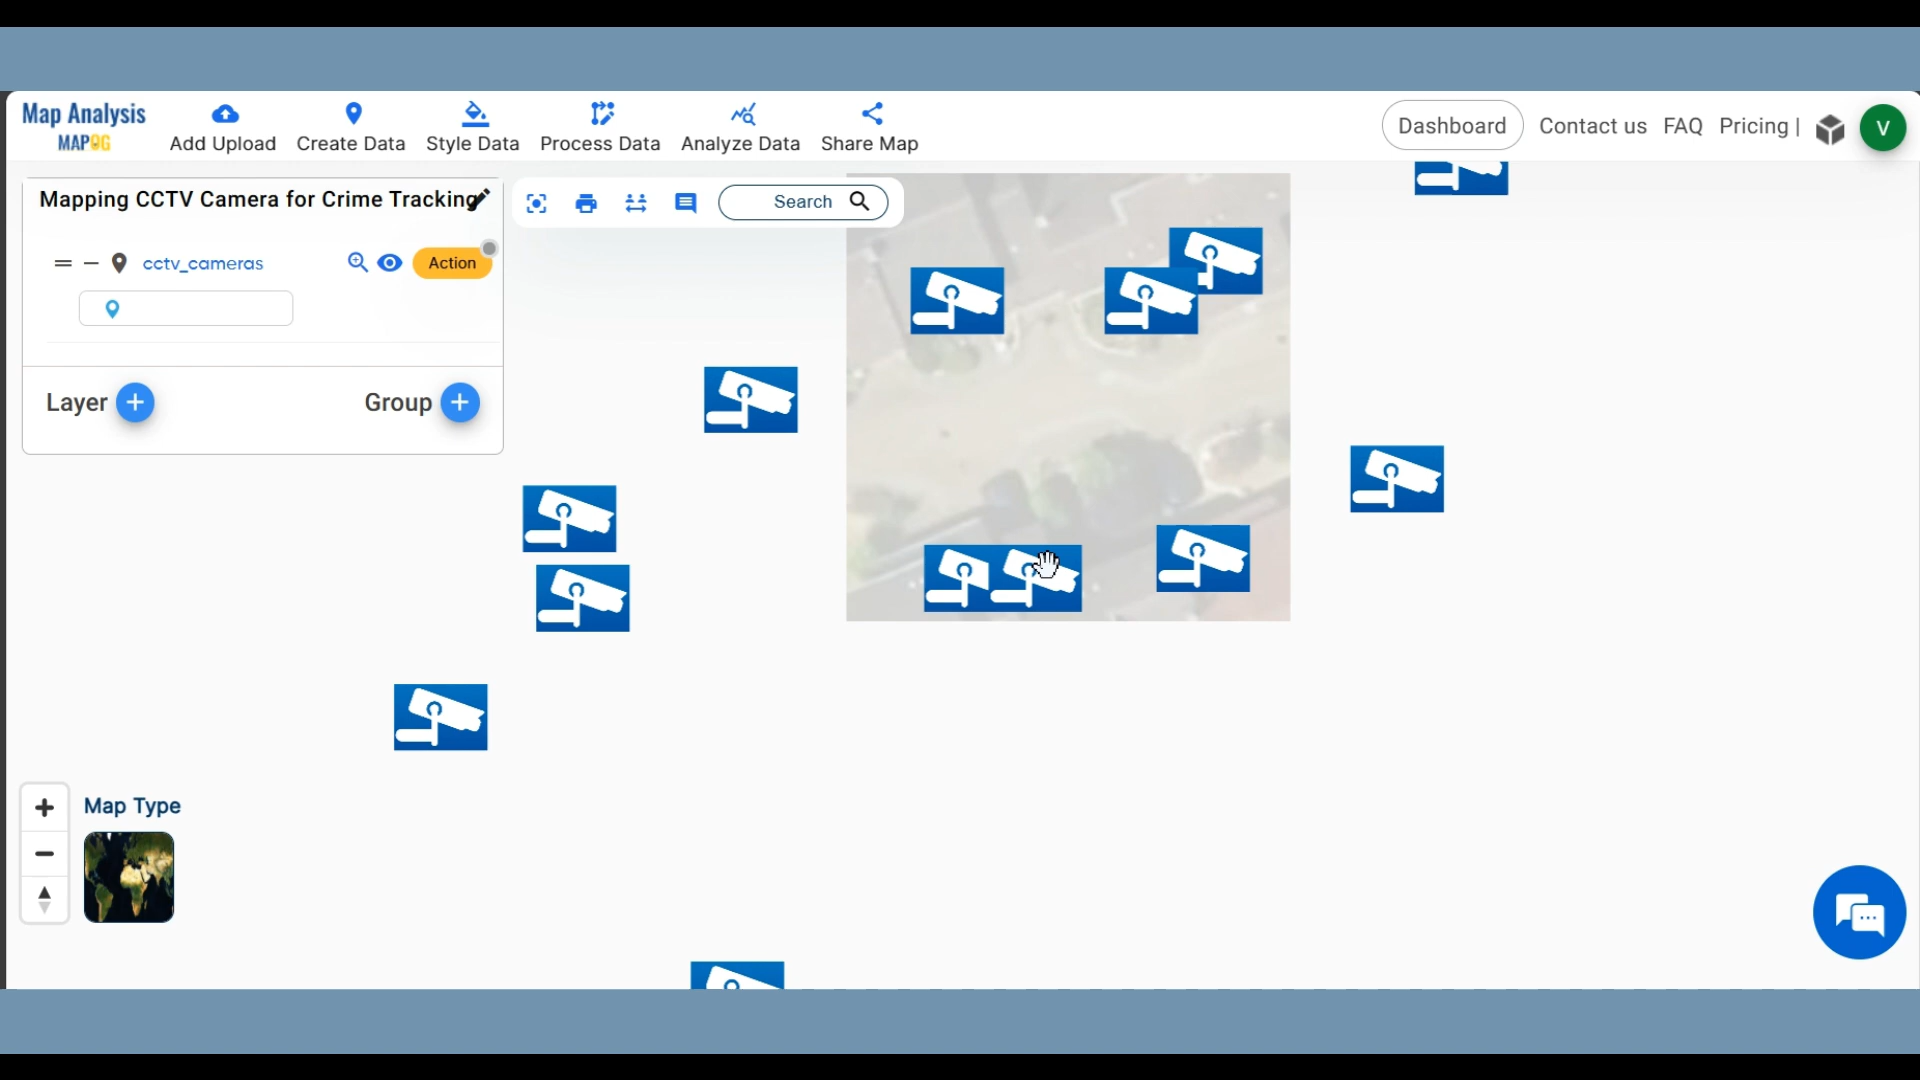 Map Analysis
MAPOG
Add Upload
Create Data
Style Data
Process Data
Analyze Data
Share Map
Dashboard
Contact us
FAQ
Pricing |
V
Mapping CCTV Camera for Crime Tracking
Search
cctv_cameras
Action
Layer
Group
Map Type